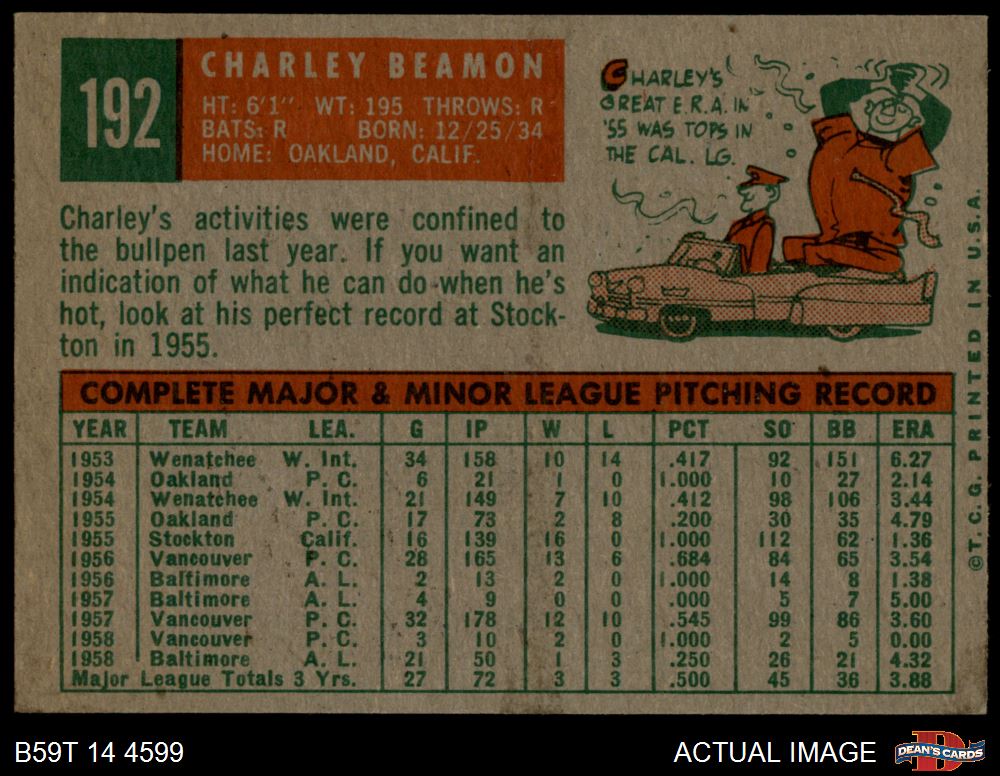 192
CHARLEY BEAMON
HT: 6'1" WT: 195 THROWS: R
BATS: R BORN: 12/25/34
HOME: OAKLAND, CALIF.
CHARLEY'S
GREAT E.R.A. IN
'55 WAS TOPS IN
THE CAL. LG.
Charley's activities were confined to
the bullpen last year. If you want an
indication of what he can do when he's
hot, look at his perfect record at Stock-
ton in 1955.
COMPLETE MAJOR & MINOR LEAGUE PITCHING RECORD
YEAR TEAM LEA. G IP W L PCT SO BB ERA
1953 Wenatchee W. Int. 34 158 10 14 .417 92 151 6.27
1954 Oakland P. C. 6 21 1 0 1.000 10 27 2.14
1954 Wenatchee W. Int. 21 149 7 10 .412 98 106 3.44
1955 Oakland P. C. 17 73 2 8 .200 30 35 4.79
1955 Stockton Calif. 16 139 16 0 1.000 112 62 1.36
1956 Vancouver P. C. 28 165 13 6 .684 84 65 3.54
1956 Baltimore A. L. 2 13 2 0 1.000 14 8 1.38
1957 Baltimore A. L. 4 9 0 0 .000 5 7 5.00
1957 Vancouver P. C. 32 178 12 10 .545 99 86 3.60
1958 Vancouver P. C. 3 10 2 0 1.000 2 5 0.00
1958 Baltimore A. L. 21 50 1 3 .250 26 21 4.32
Major League Totals 3 Yrs. 27 72 3 3 .500 45 36 3.88
©T. C. G. PRINTED IN U.S.A.
B59T 14 4599
ACTUAL IMAGE
DEAN'S CARDS